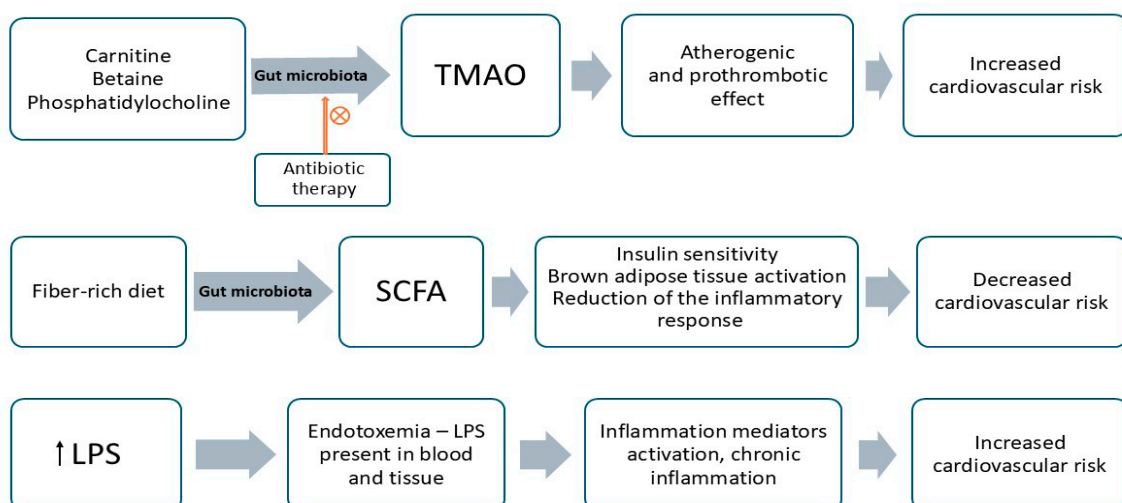 Carnitine
Betaine
Phosphatidylocholine
Gut microbiota
TMAO
Atherogenic
and prothrombotic
effect
Increased
cardiovascular risk
Antibiotic
therapy
Fiber-rich diet
Gut microbiota
SCFA
Insulin sensitivity
Brown adipose tissue activation
Reduction of the inflammatory
response
Decreased
cardiovascular risk
↑LPS
Endotoxemia – LPS
present in blood
and tissue
Inflammation mediators
activation, chronic
inflammation
Increased
cardiovascular risk